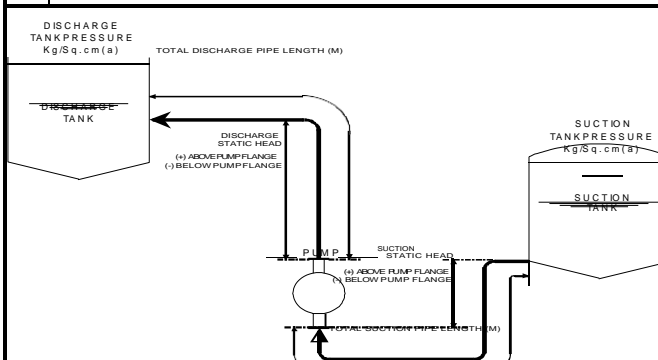 DISCHARGE
TANKPRESSURE
Kg/Sq.cm(a)
TOTAL DISCHARGE PIPE LENGTH (M)
DISCHARGE
TANK
DISCHARGE
STATIC HEAD
(+) ABOVE PUMP FLANGE
(-) BELOW PUMP FLANGE
SUCTION
TANKPRESSURE
Kg/Sq.cm(a)
SUCTION
TANK
PUMP
SUCTION
STATIC HEAD
(+) ABOVE PUMP FLANGE
(-) BELOW PUMP FLANGE
TOTAL SUCTION PIPE LENGTH (M)